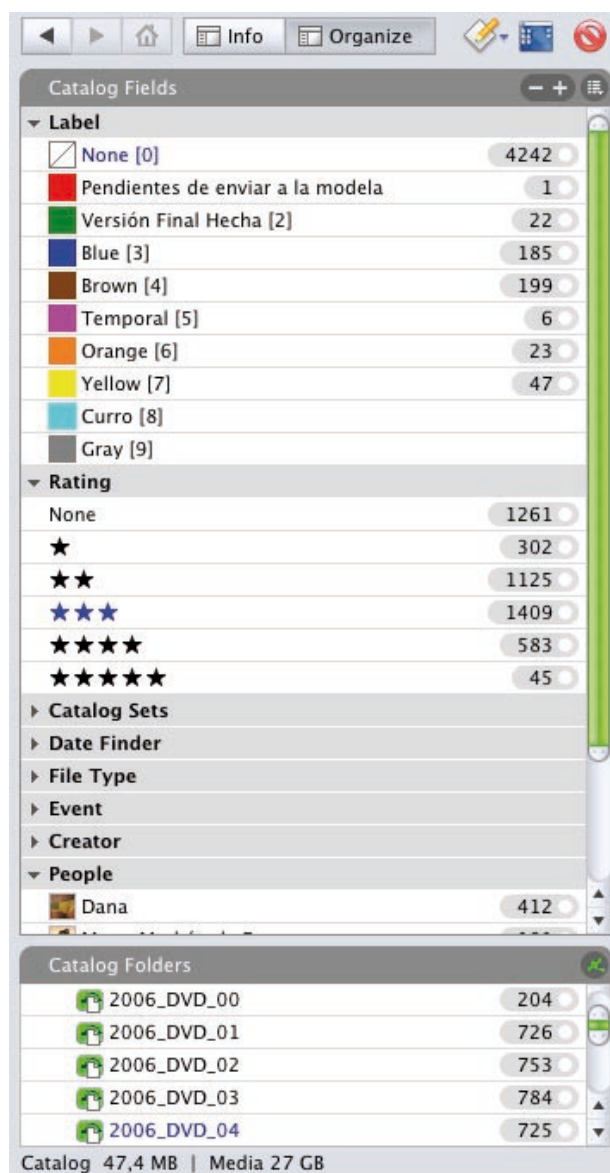 Info Organize
Catalog Fields
Label
None [0] 4242
Pendientes de enviar a la modela 1
Versión Final Hecha [2] 22
Blue [3] 185
Brown [4] 199
Temporal [5] 6
Orange [6] 23
Yellow [7] 47
Curro [8]
Gray [9]
Rating
None 1261
★ 302
★★ 1125
★★★ 1409
★★★★ 583
★★★★★ 45
Catalog Sets
Date Finder
File Type
Event
Creator
People
Dana 412
Catalog Folders
2006_DVD_00 204
2006_DVD_01 726
2006_DVD_02 753
2006_DVD_03 784
2006_DVD_04 725
Catalog 47,4 MB | Media 27 GB